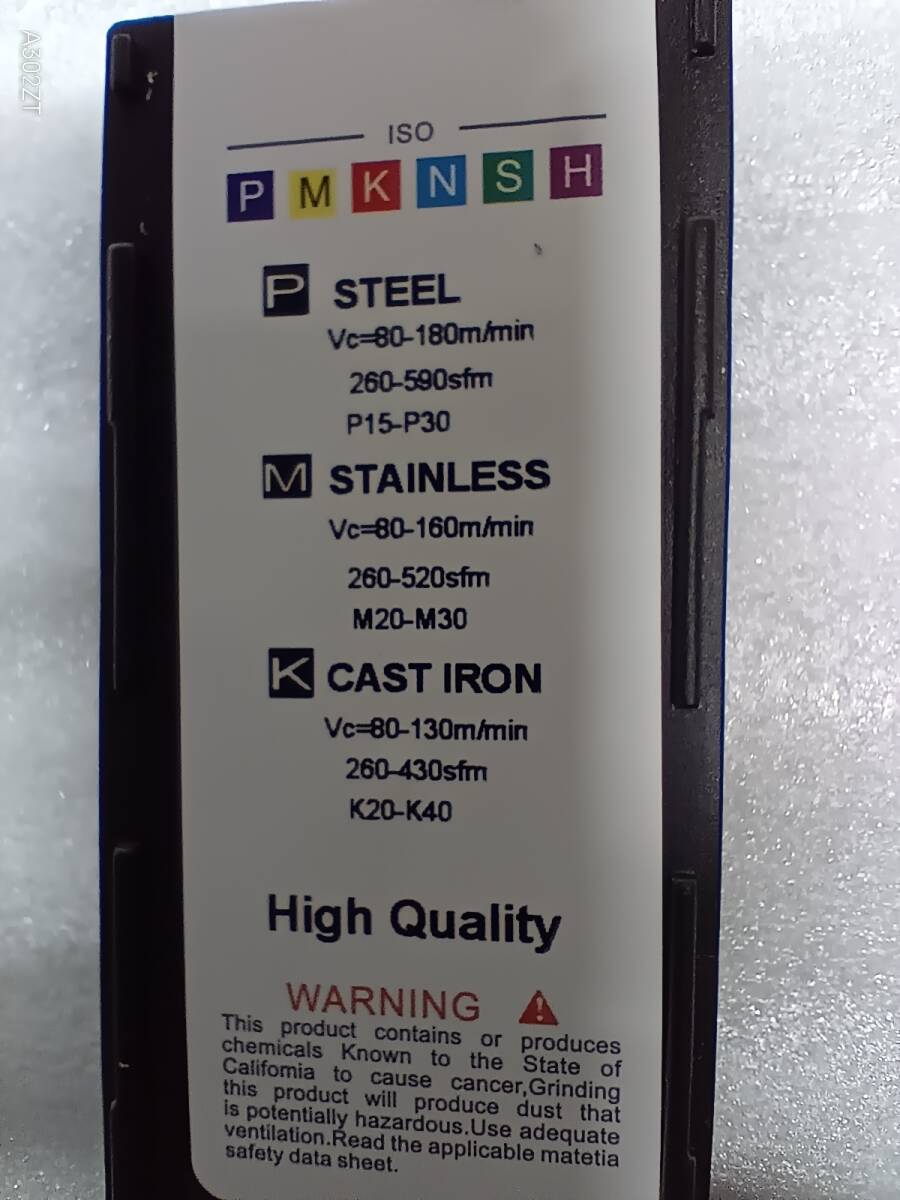 A302ZT
ISO
P M K N S H
P STEEL
Vc=80-180m/min
260-590sfm
P15-P30
M STAINLESS
Vc=80-160m/min
260-520sfm
M20-M30
K CAST IRON
Vc=80-130m/min
260-430sfm
K20-K40
High Quality
WARNING
This product contains or produces
chemicals Known to the State of
California to cause cancer,Grinding
this product will produce dust that
is potentially hazardous.Use adequate
ventilation.Read the applicable matetia
safety data sheet.